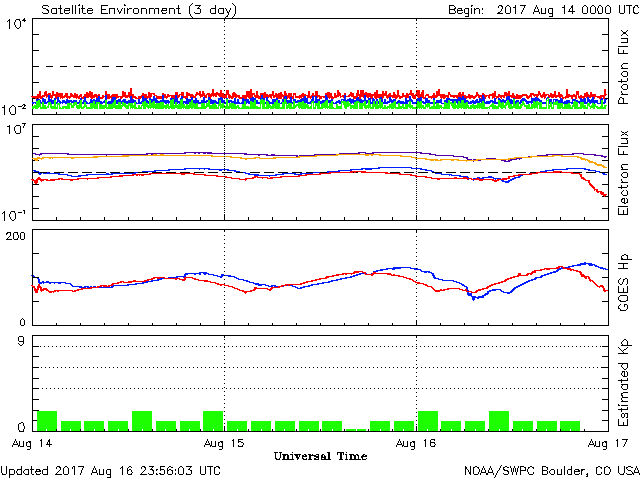 Satellite Environment (3 day) Begin: 2017 Aug 14 0000 UTC
10^4
10^-2
Proton Flux
10^7
10^-1
Electron Flux
200
0
GOES Hp
9
0
Estimated Kp
Aug 14 Aug 15 Aug 16 Aug 17
Universal Time
Updated 2017 Aug 16 23:56:03 UTC NOAA/SWPC Boulder, CO USA